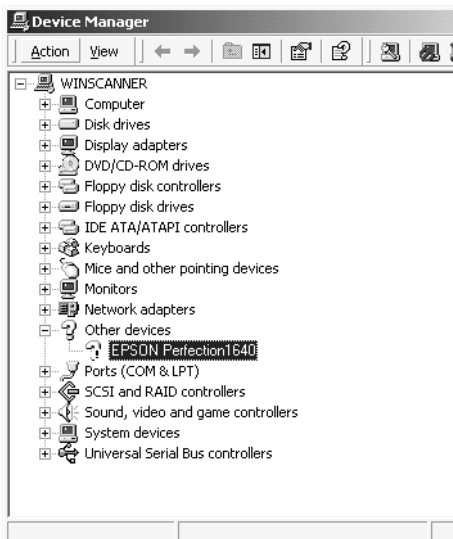 Device Manager
Action View
WINSCANNER
Computer
Disk drives
Display adapters
DVD/CD-ROM drives
Floppy disk controllers
Floppy disk drives
IDE ATA/ATAPI controllers
Keyboards
Mice and other pointing devices
Monitors
Network adapters
Other devices
EPSON Perfection1640
Ports (COM & LPT)
SCSI and RAID controllers
Sound, video and game controllers
System devices
Universal Serial Bus controllers